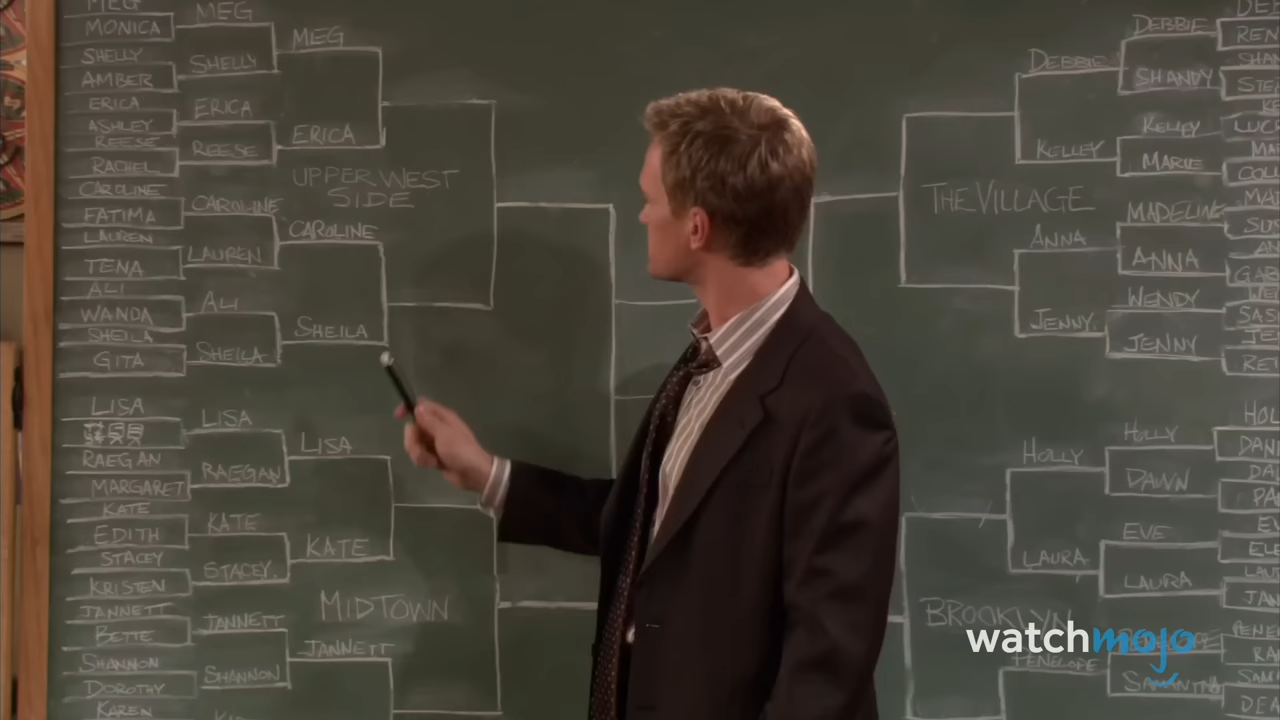 MEG
MONICA
SHELLY
AMBER
ERICA
ASHLEY
REESE
RACHEL
CAROLINE
FATIMA
LAUREN
TENA
ALI
WANDA
SHEILA
GITA
LISA
RAEGAN
MARGARET
KATE
EDITH
STACEY
KRISTEN
JANNETT
BETTE
SHANNON
DOROTHY
KAREN
MEG
SHELLY
ERICA
REESE
CAROLINE
LAUREN
ALI
SHEILA
LISA
RAEGAN
KATE
STACEY
JANNETT
SHANNON
MEG
ERICA
UPPER WEST
SIDE
CAROLINE
SHEILA
LISA
KATE
MIDTOWN
JANNETT
THE VILLAGE
BROOKLYN
DEBBIE
KELLEY
ANNA
JENNY
HOLLY
LAURA
PENELOPE
DEBBIE
SHANDY
KELLEY
MARIE
MADELINE
ANNA
WENDY
JENNY
HOLLY
DAWN
EVE
LAURA
SAMANTHA
watchmojo